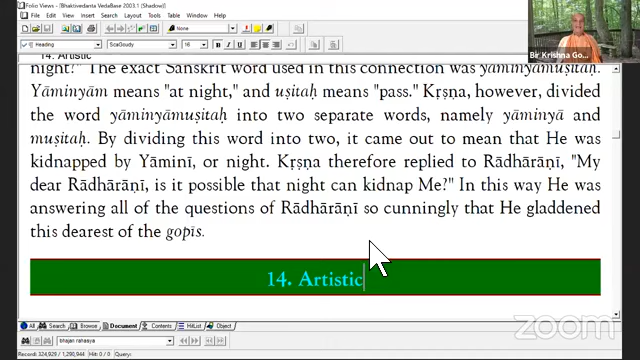 Folio Views - [Bhaktivedanta VedaBase 2003.1 (Shadow)]
File Edit View Search Layout Tools Window Help
Heading
ScaGoudy
16
<None>
14. Artistic
night?" The exact Sanskrit word used in this connection was yāminyāmuṣitaḥ.
Yāminyām means "at night," and uṣitaḥ means "pass." Kṛṣṇa, however, divided
the word yāminyāmuṣitaḥ into two separate words, namely yāminyā and
muṣitaḥ. By dividing this word into two, it came out to mean that He was
kidnapped by Yāminī, or night. Kṛṣṇa therefore replied to Rādhārāṇī, "My
dear Rādhārāṇī, is it possible that night can kidnap Me?" In this way He was
answering all of the questions of Rādhārāṇī so cunningly that He gladdened
this dearest of the gopīs.
14. Artistic
All Search Browse Document Contents HitList Object
bhajan rahasya
Record: 324,929 / 1,290,944 Hit: 0 / 0 Query:
Bir Krishna Go...
zoom